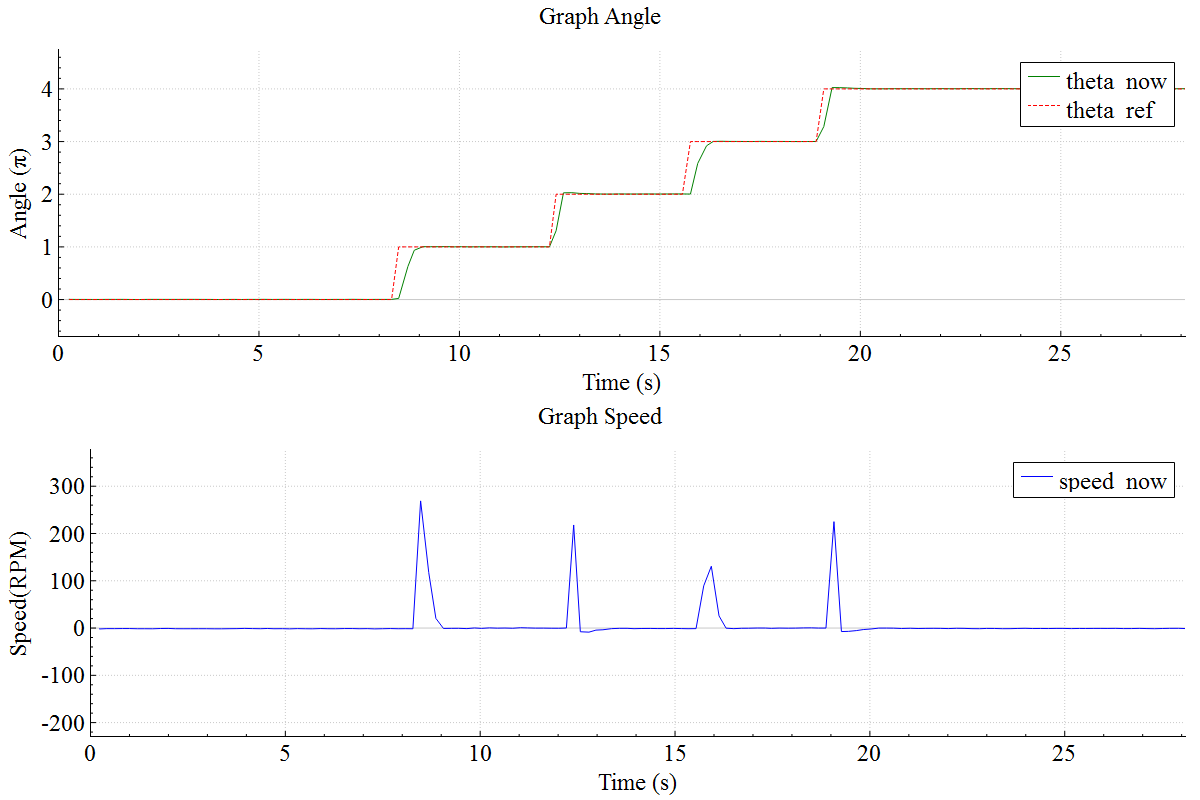 Graph Angle
4
3
2
1
0
Angle (π)
theta now
theta ref
0 5 10 15 20 25
Time (s)
Graph Speed
300
200
100
0
-100
-200
Speed(RPM)
speed now
0 5 10 15 20 25
Time (s)